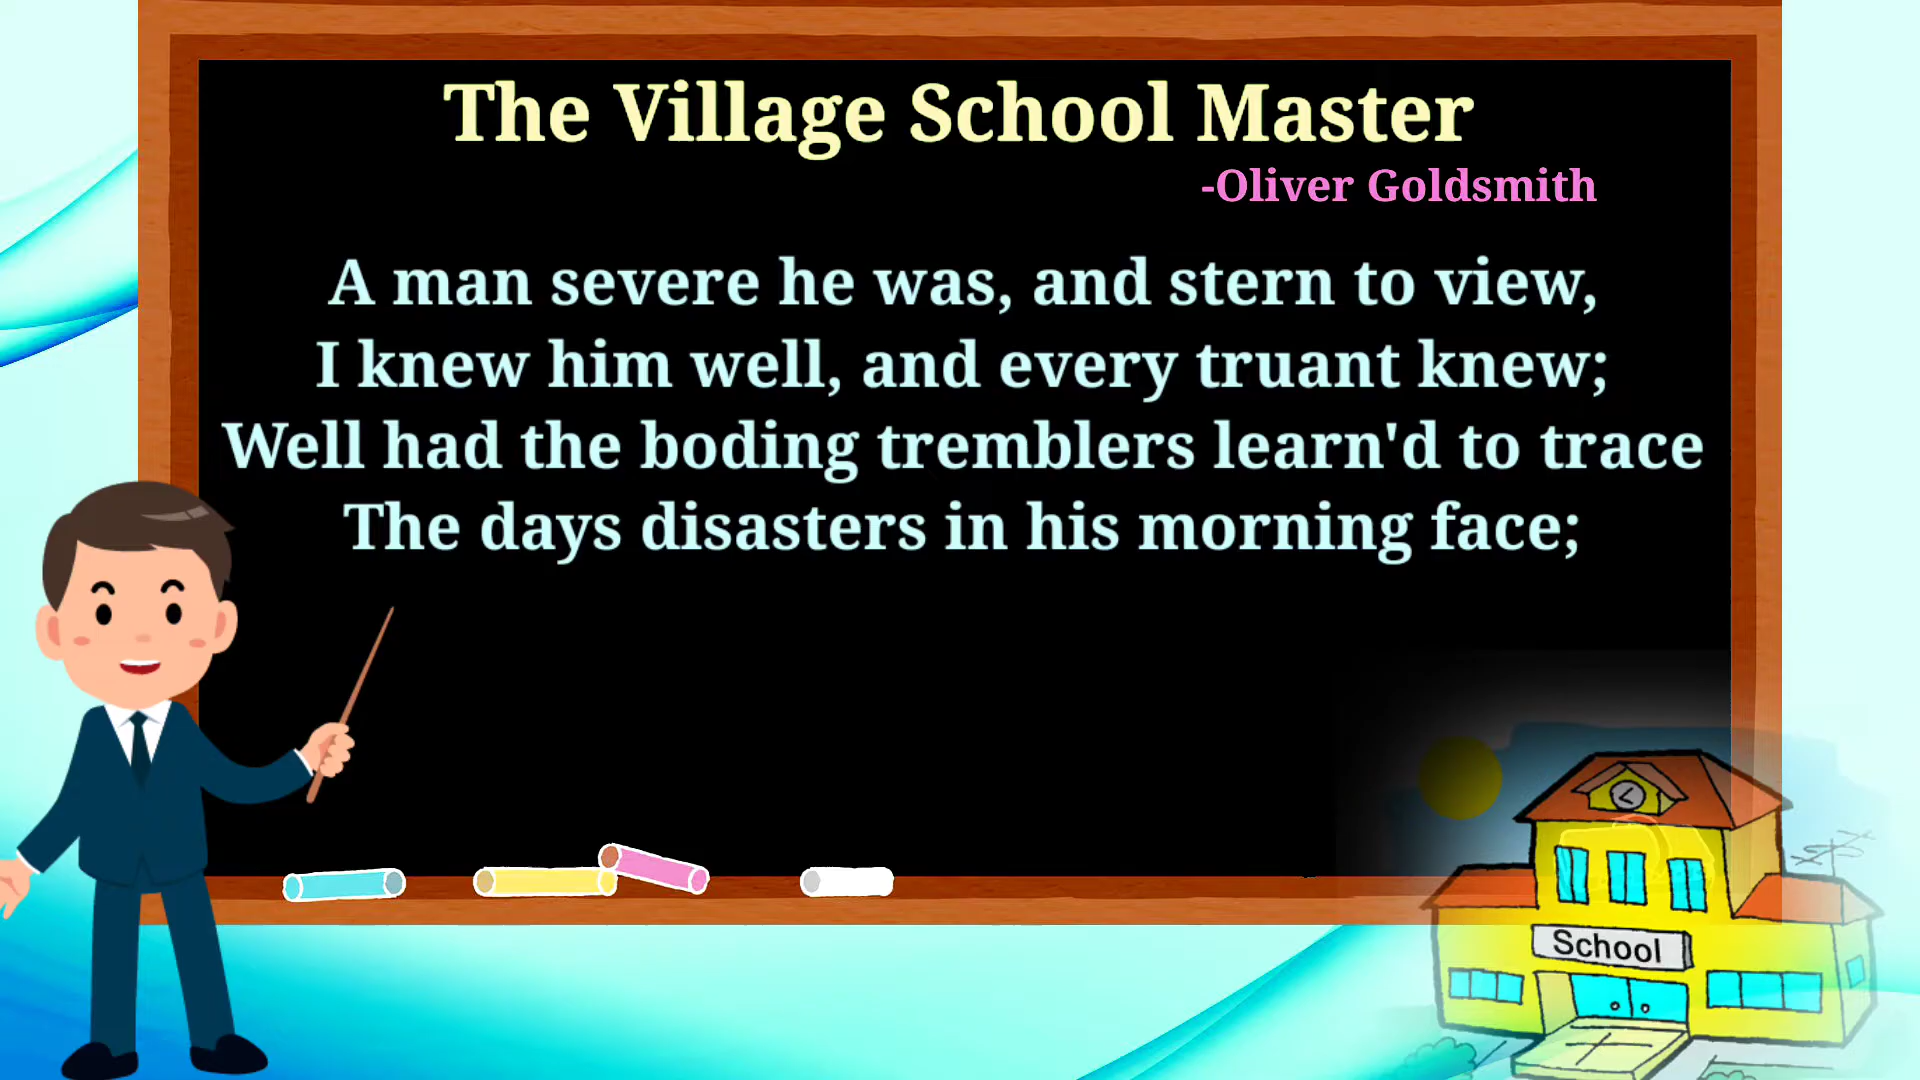 The Village School Master
-Oliver Goldsmith
A man severe he was, and stern to view,
I knew him well, and every truant knew;
Well had the boding tremblers learn'd to trace
The days disasters in his morning face;
School